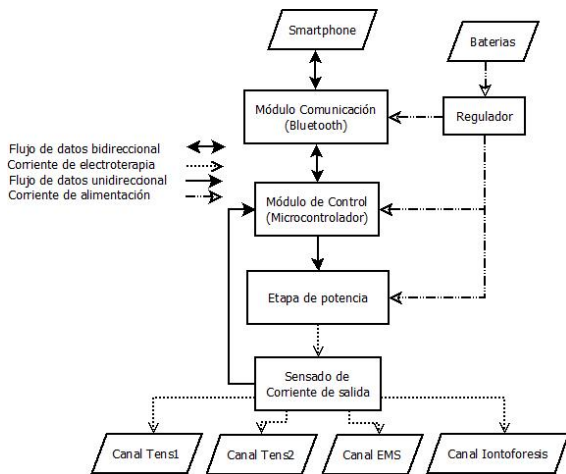 Smartphone
Baterias
Módulo Comunicación
(Bluetooth)
Regulador
Flujo de datos bidireccional
Corriente de electroterapia
Flujo de datos unidireccional
Corriente de alimentación
Módulo de Control
(Microcontrolador)
Etapa de potencia
Sensado de
Corriente de salida
Canal Tens1
Canal Tens2
Canal EMS
Canal Iontoforesis